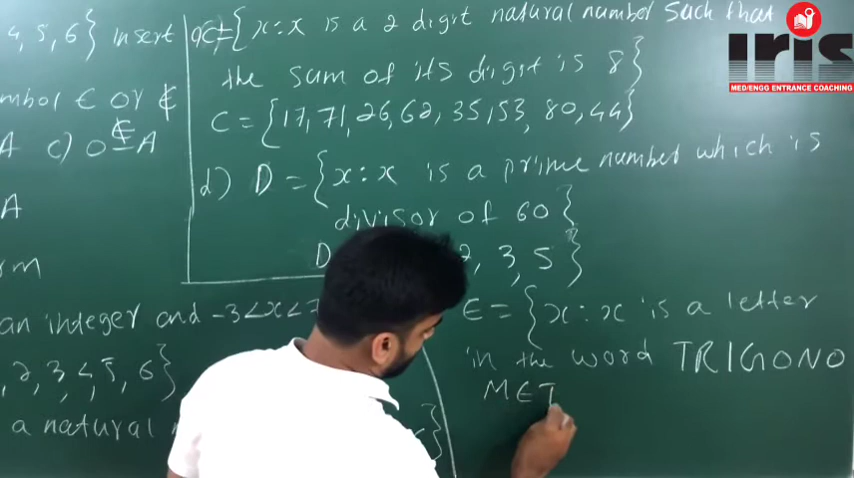 4, 5, 6} insert
mbol ∈ or ∉
A c) 0 ∉ A
A
rm
an integer and -3<x<7
, 2, 3, 4, 5, 6}
a natural
c) C = {x:x is a 2 digit natural number such that
the sum of its digit is 8}
C = {17, 71, 26, 62, 35, 53, 80, 44}
d) D = {x:x is a prime number which is
divisor of 60}
D 2, 3, 5}
E = {x:x is a letter
in the word TRIGONO
MET
IRIS
MED/ENGG ENTRANCE COACHING